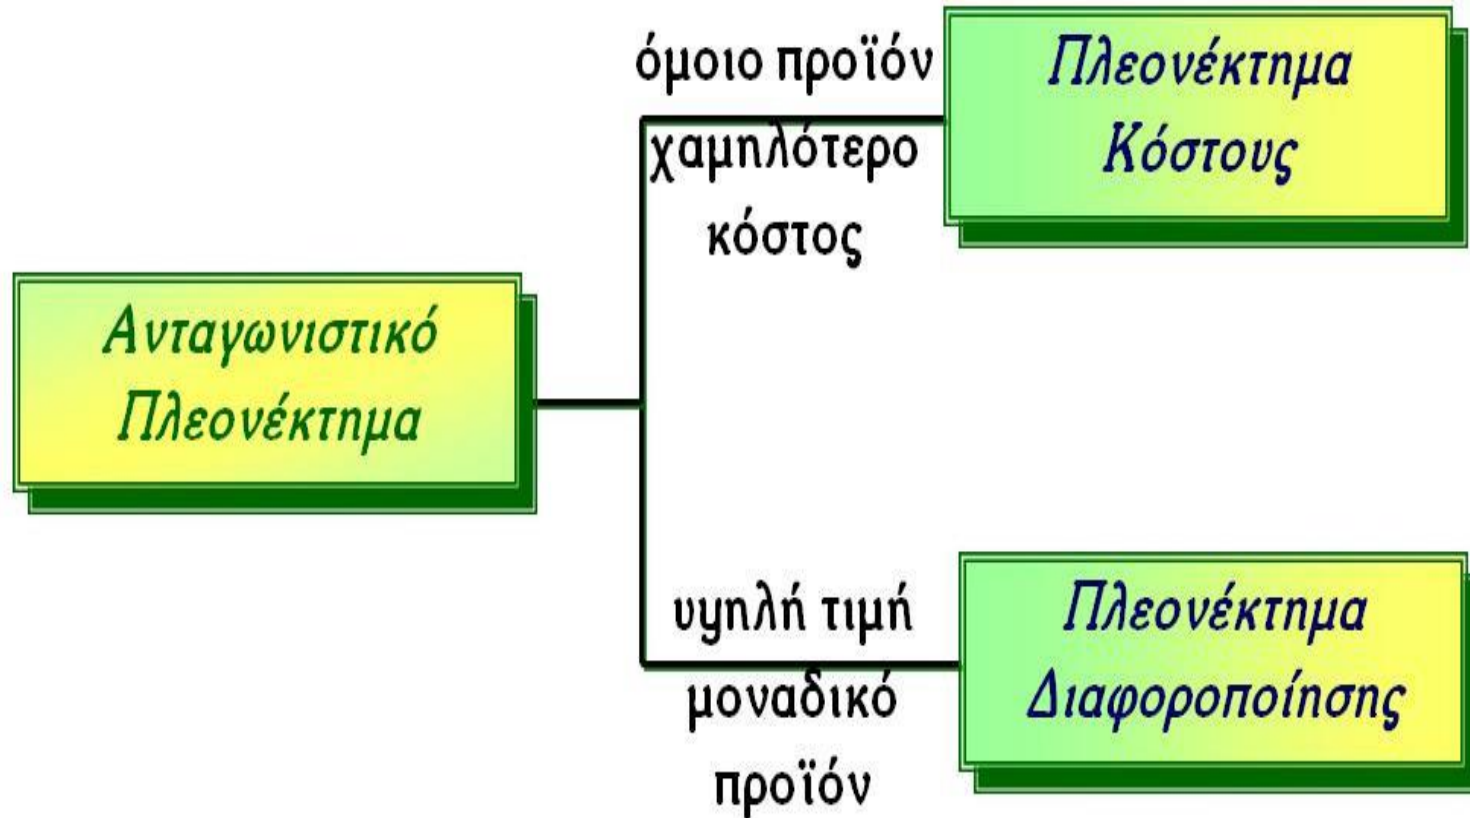 Ανταγωνιστικό
Πλεονέκτημα
όμοιο προϊόν
χαμηλότερο
κόστος
Πλεονέκτημα
Κόστους
υψηλή τιμή
μοναδικό
προϊόν
Πλεονέκτημα
Διαφοροποίησης